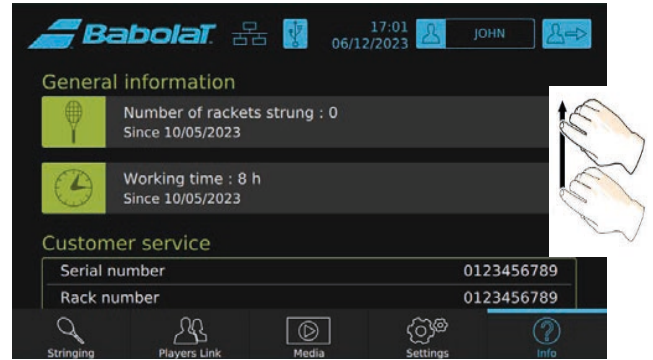 Babolat
17:01
06/12/2023
JOHN
General information
Number of rackets strung : 0
Since 10/05/2023
Working time : 8 h
Since 10/05/2023
Customer service
Serial number 0123456789
Rack number 0123456789
Stringing Players Link Media Settings Info